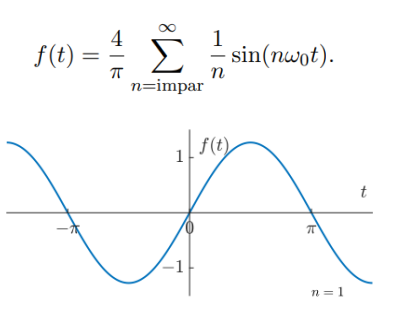 f(t) = 4/π ∑_{n=impar}^{∞} 1/n sin(nω₀t).
f(t)
1
t
−π
0
π
−1
n = 1